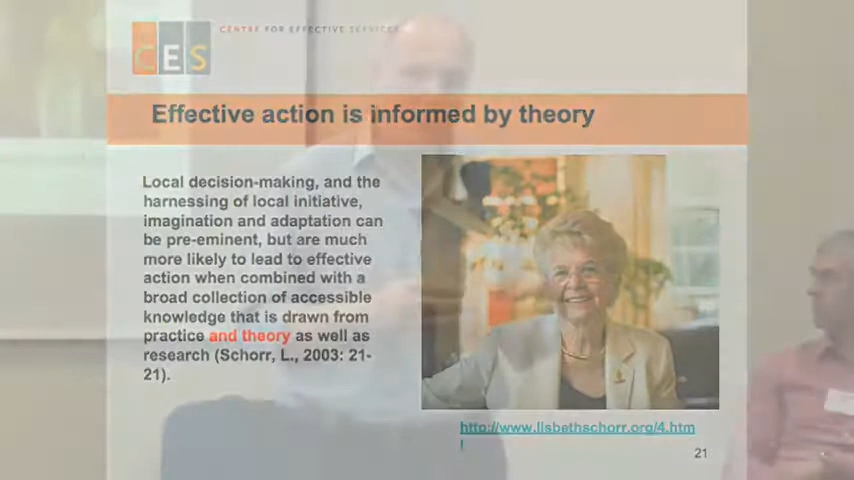 CES
CENTRE FOR EFFECTIVE SERVICES
Effective action is informed by theory
Local decision-making, and the
harnessing of local initiative,
imagination and adaptation can
be pre-eminent, but are much
more likely to lead to effective
action when combined with a
broad collection of accessible
knowledge that is drawn from
practice and theory as well as
research (Schorr, L., 2003: 21-
21).
http://www.lisbethschorr.org/4.htm
l
21